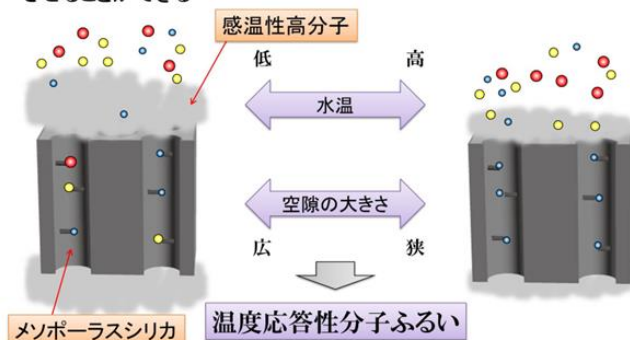 感温性高分子
低
高
水温
空隙の大きさ
広
狭
温度応答性分子ふるい
メソポーラスシリカ